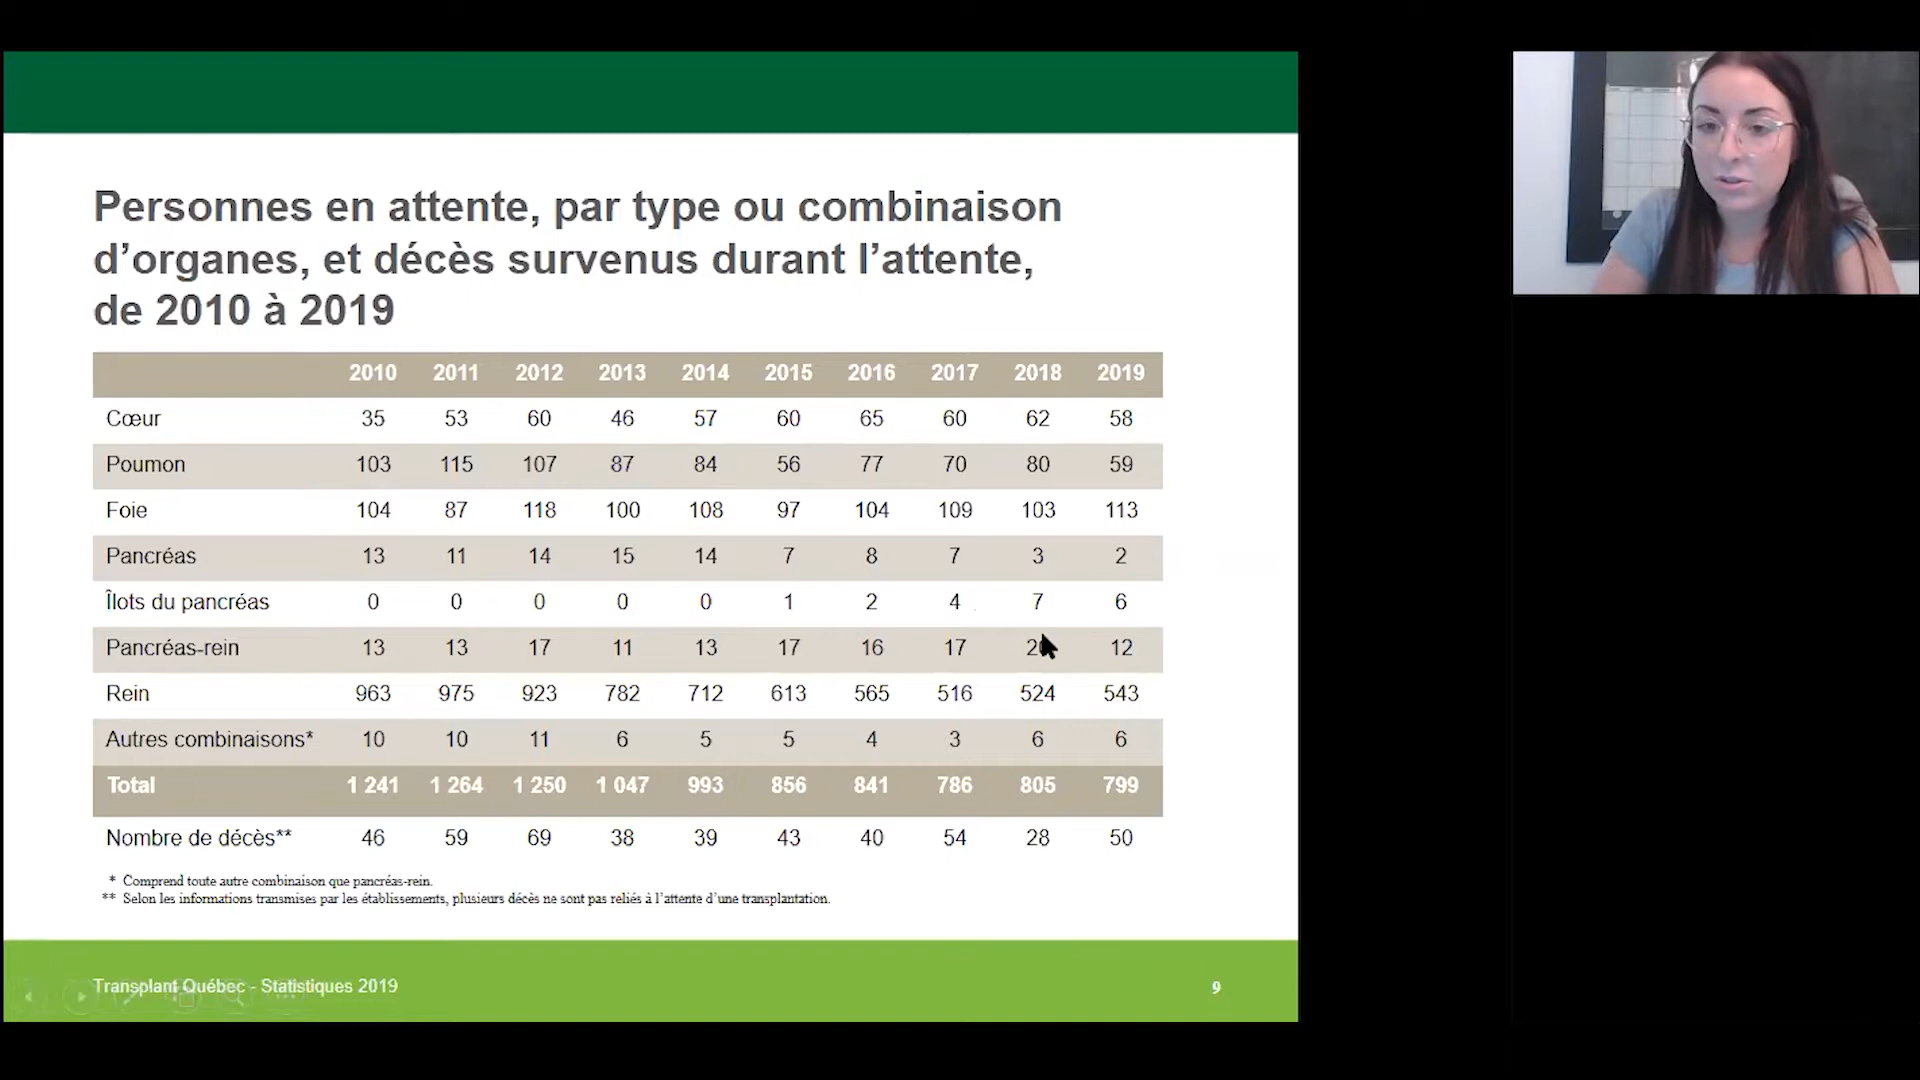 Personnes en attente, par type ou combinaison
d’organes, et décès survenus durant l’attente,
de 2010 à 2019
2010 2011 2012 2013 2014 2015 2016 2017 2018 2019
Cœur 35 53 60 46 57 60 65 60 62 58
Poumon 103 115 107 87 84 56 77 70 80 59
Foie 104 87 118 100 108 97 104 109 103 113
Pancréas 13 11 14 15 14 7 8 7 3 2
Îlots du pancréas 0 0 0 0 0 1 2 4 7 6
Pancréas-rein 13 13 17 11 13 17 16 17 20 12
Rein 963 975 923 782 712 613 565 516 524 543
Autres combinaisons* 10 10 11 6 5 5 4 3 6 6
Total 1 241 1 264 1 250 1 047 993 856 841 786 805 799
Nombre de décès** 46 59 69 38 39 43 40 54 28 50
* Comprend toute autre combinaison que pancréas-rein.
** Selon les informations transmises par les établissements, plusieurs décès ne sont pas reliés à l’attente d’une transplantation.
Transplant Québec - Statistiques 2019 9